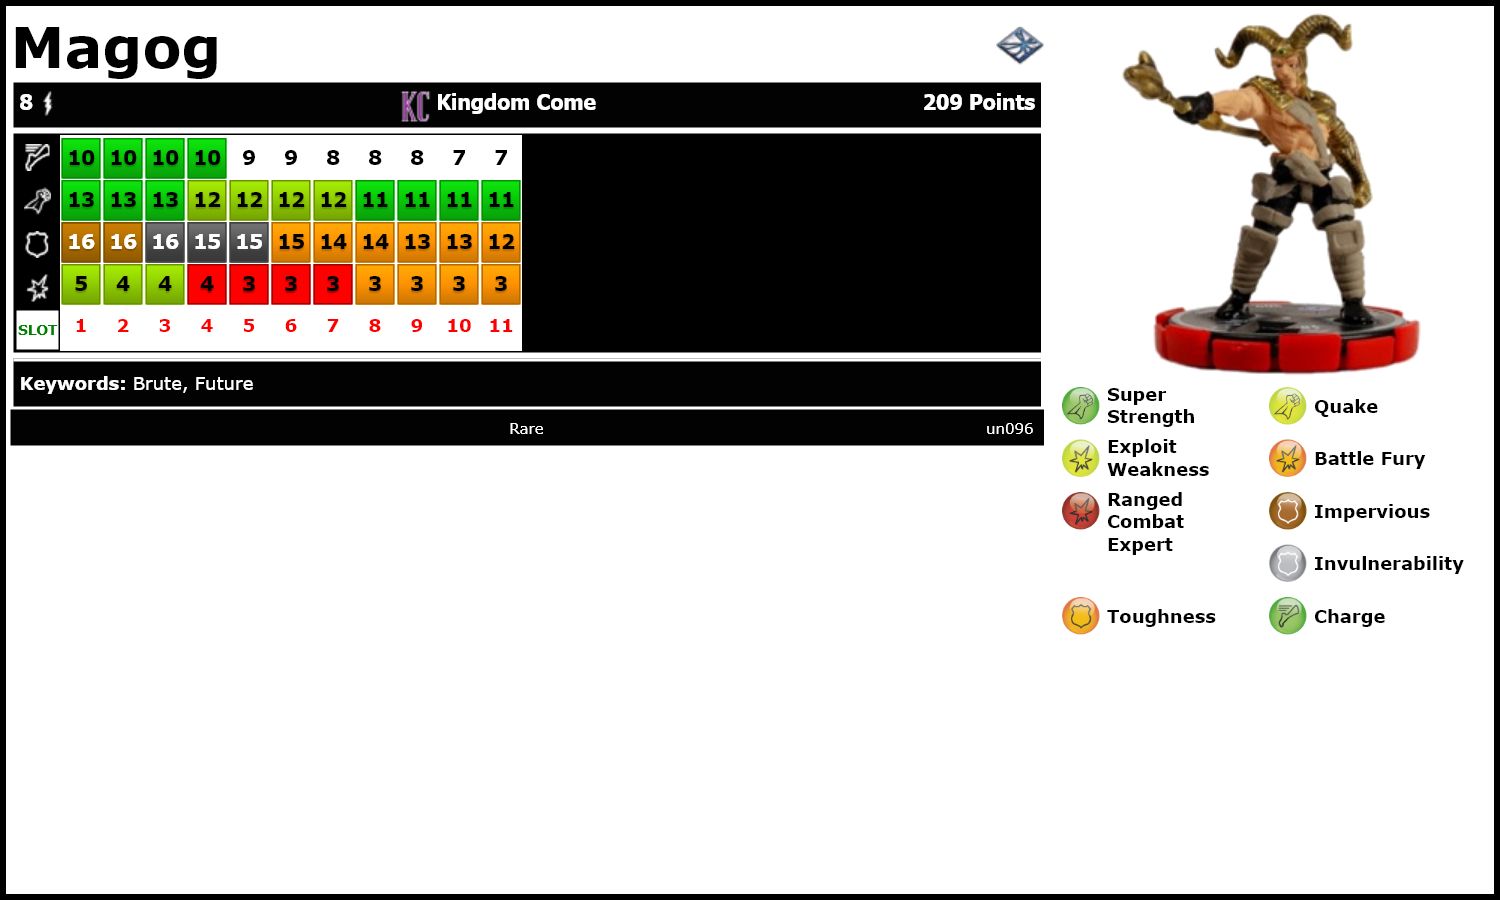 Magog
8 KC Kingdom Come 209 Points
10 10 10 10 9 9 8 8 8 7 7
13 13 13 12 12 12 12 11 11 11 11
16 16 16 15 15 15 14 14 13 13 12
5 4 4 4 3 3 3 3 3 3 3
SLOT 1 2 3 4 5 6 7 8 9 10 11
Keywords: Brute, Future
Rare un096
Super
Strength
Quake
Exploit
Weakness
Battle Fury
Ranged
Combat
Expert
Impervious
Invulnerability
Toughness
Charge